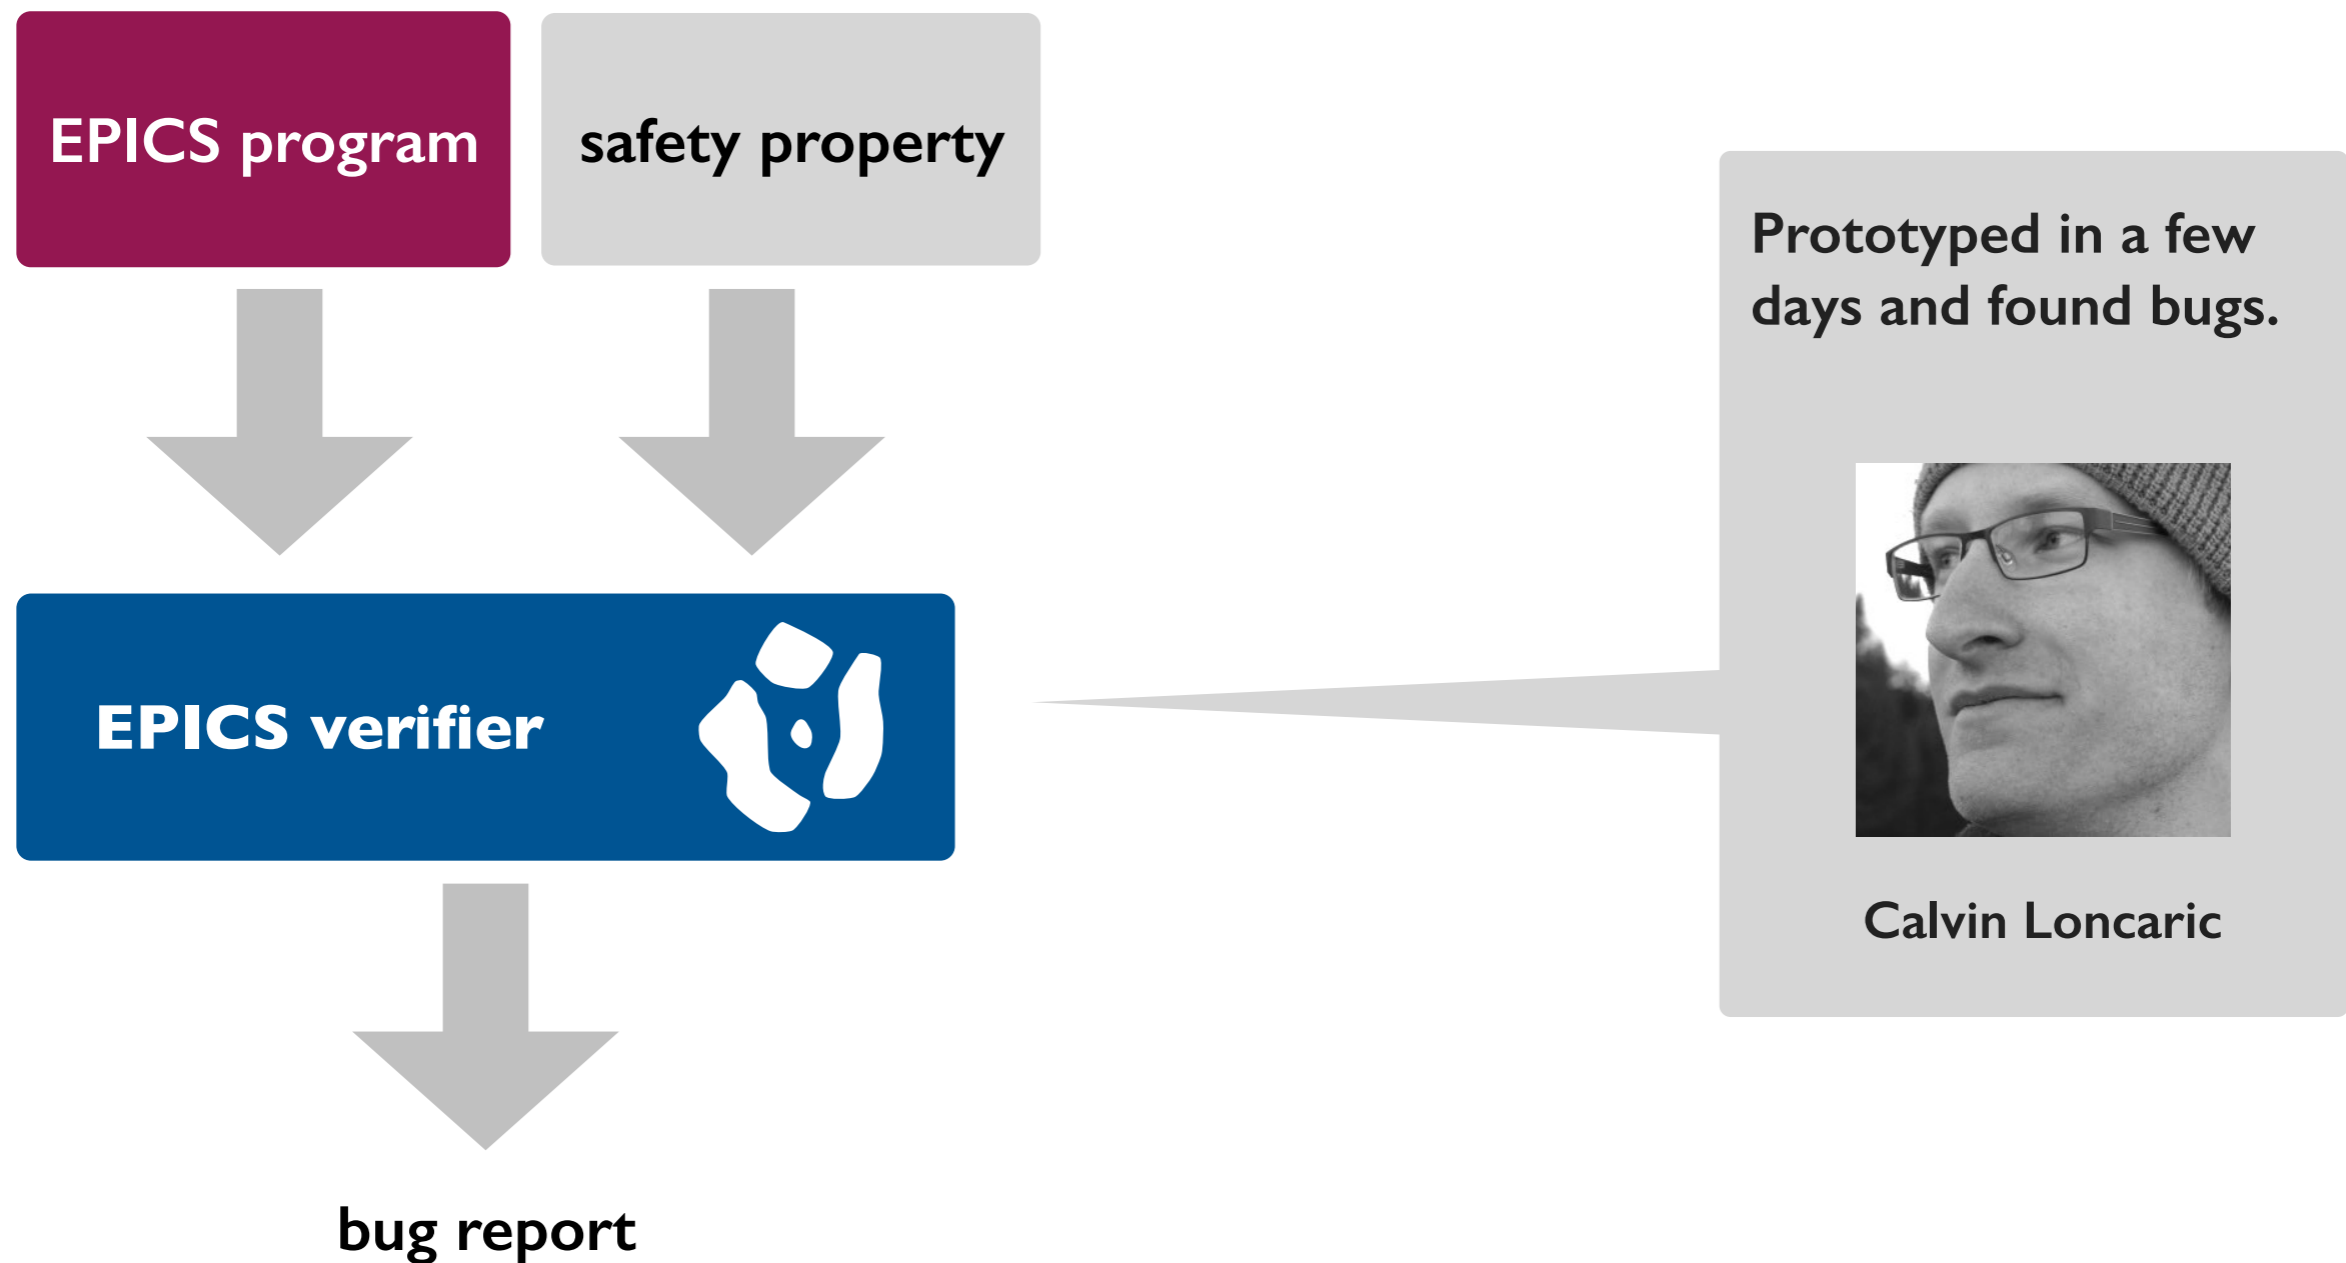 EPICS program
safety property
Prototyped in a few
days and found bugs.
EPICS verifier
Calvin Loncaric
bug report